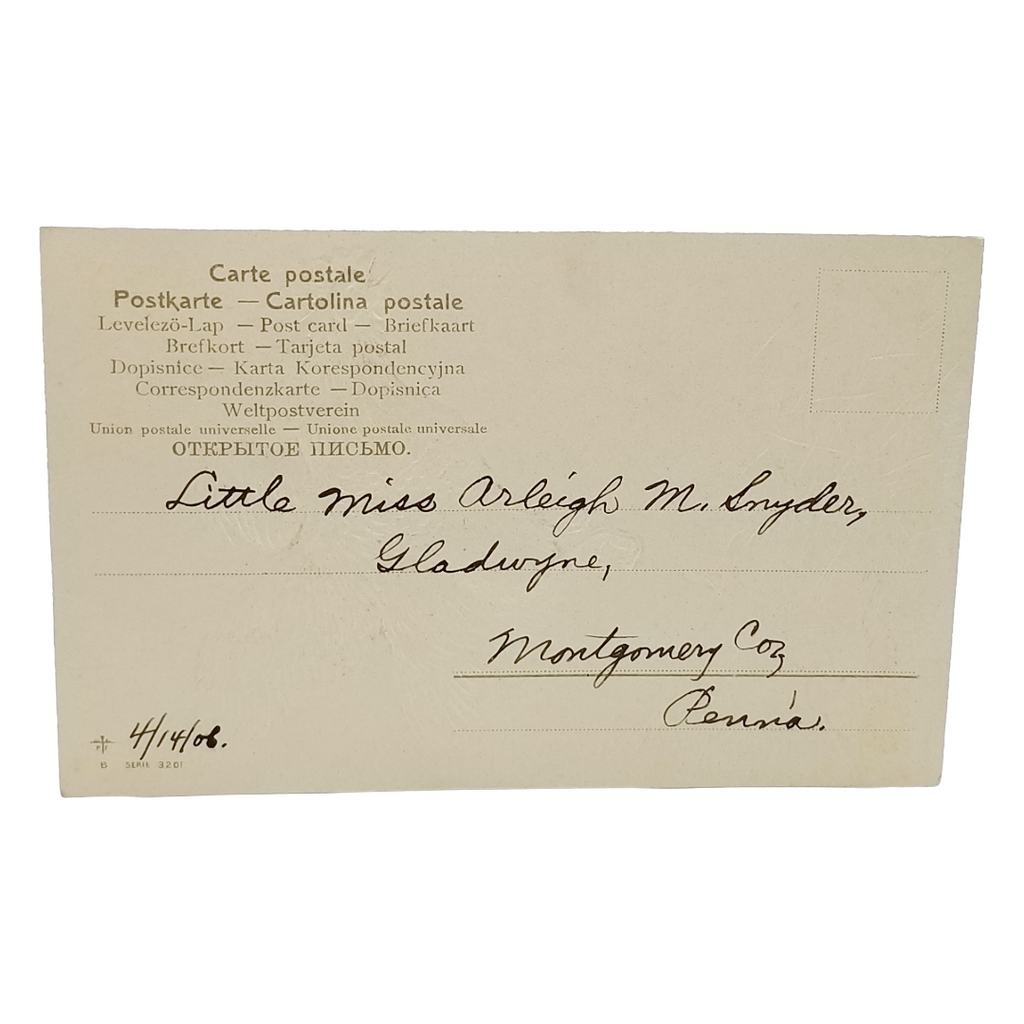 Carte postale
Postkarte — Cartolina postale
Levelezö-Lap — Post card — Briefkaart
Brefkort — Tarjeta postal
Dopisnice — Karta Korespondencyjna
Correspondenzkarte — Dopisnica
Weltpostverein
Union postale universelle — Unione postale universale
ОТКРЫТОЕ ПИСЬМО.
Little Miss Arleigh M. Snyder,
Gladwyne,
Montgomery Co,
Penn'a.
4/14/06.
B SERIE 3201